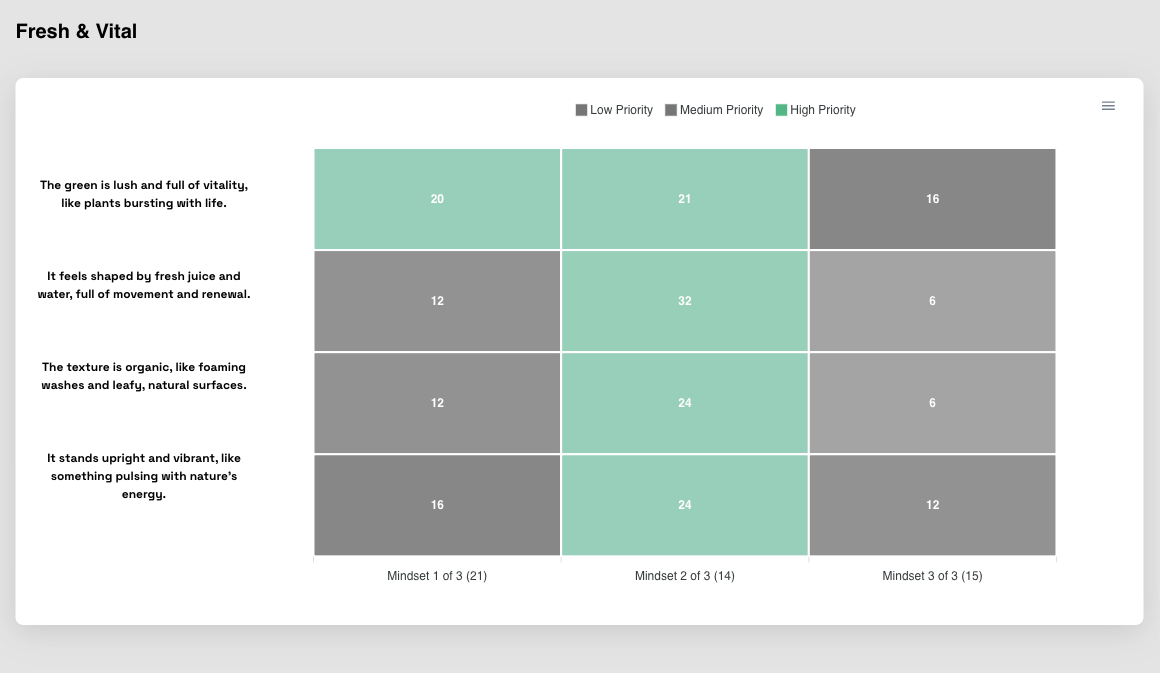 Fresh & Vital
Low Priority
Medium Priority
High Priority
The green is lush and full of vitality,
like plants bursting with life.
20
21
16
It feels shaped by fresh juice and
water, full of movement and renewal.
12
32
6
The texture is organic, like foaming
washes and leafy, natural surfaces.
12
24
6
It stands upright and vibrant, like
something pulsing with nature's
energy.
16
24
12
Mindset 1 of 3 (21)
Mindset 2 of 3 (14)
Mindset 3 of 3 (15)